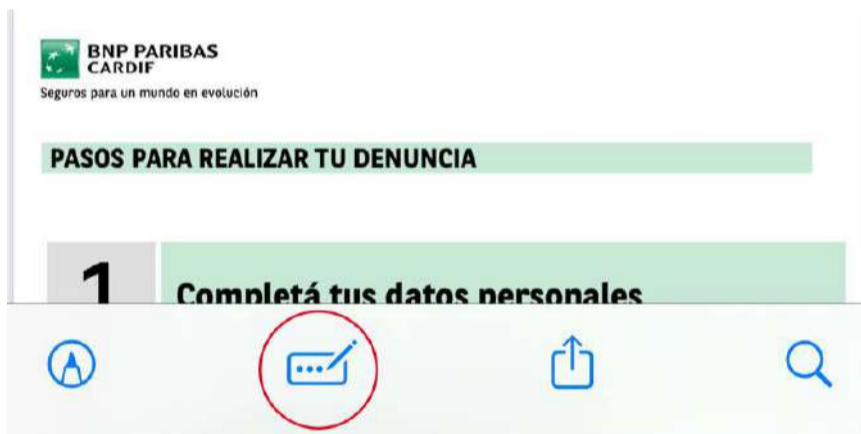 BNP PARIBAS
CARDIF
Seguros para un mundo en evolución
PASOS PARA REALIZAR TU DENUNCIA
1
Completá tus datos personales